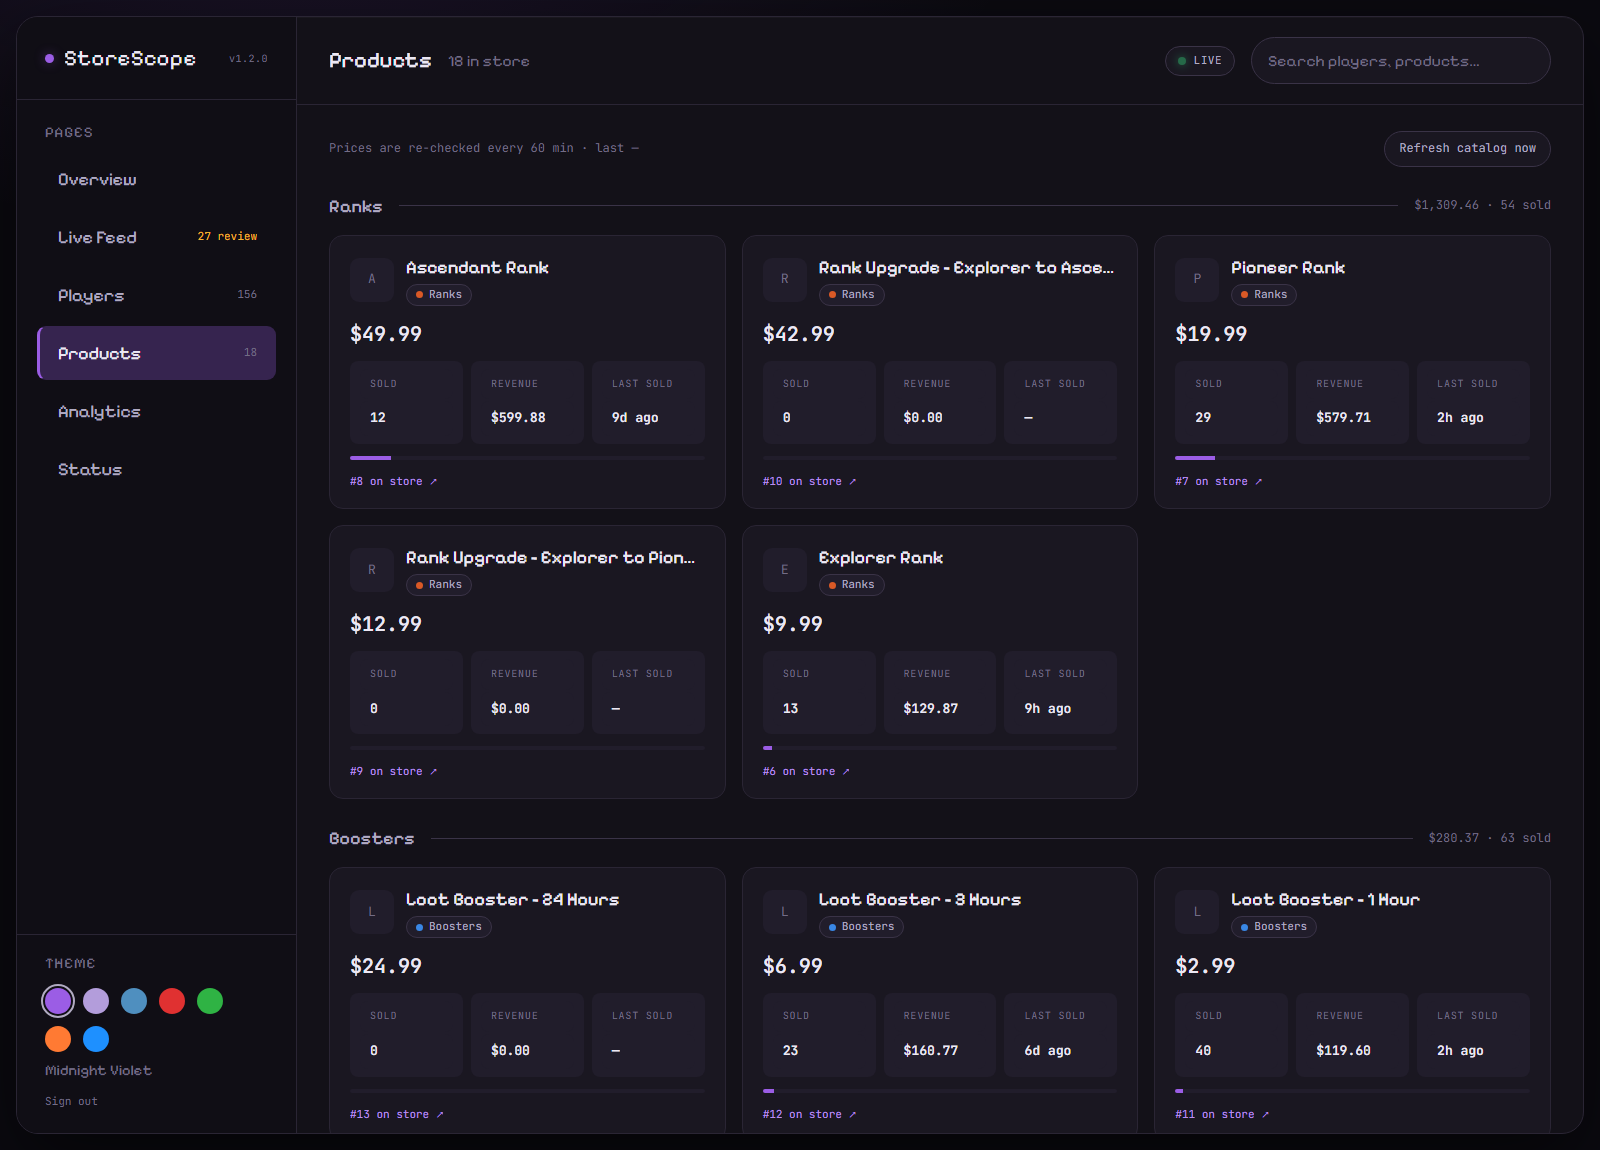 StoreScope v1.2.0
PAGES
Overview
Live Feed 27 review
Players 156
Products 18
Analytics
Status
THEME
Midnight Violet
Sign out
Products 18 in store
LIVE
Search players, products...
Prices are re-checked every 60 min · last —
Refresh catalog now
Ranks
$1,309.46 · 54 sold
A
Ascendant Rank
Ranks
$49.99
SOLD REVENUE LAST SOLD
12 $599.88 9d ago
#8 on store ↗
R
Rank Upgrade - Explorer to Asce...
Ranks
$42.99
SOLD REVENUE LAST SOLD
0 $0.00 —
#10 on store ↗
P
Pioneer Rank
Ranks
$19.99
SOLD REVENUE LAST SOLD
29 $579.71 2h ago
#7 on store ↗
R
Rank Upgrade - Explorer to Pion...
Ranks
$12.99
SOLD REVENUE LAST SOLD
0 $0.00 —
#9 on store ↗
E
Explorer Rank
Ranks
$9.99
SOLD REVENUE LAST SOLD
13 $129.87 9h ago
#6 on store ↗
Boosters
$280.37 · 63 sold
L
Loot Booster - 24 Hours
Boosters
$24.99
SOLD REVENUE LAST SOLD
0 $0.00 —
#13 on store ↗
L
Loot Booster - 3 Hours
Boosters
$6.99
SOLD REVENUE LAST SOLD
23 $160.77 6d ago
#12 on store ↗
L
Loot Booster - 1 Hour
Boosters
$2.99
SOLD REVENUE LAST SOLD
40 $119.60 2h ago
#11 on store ↗